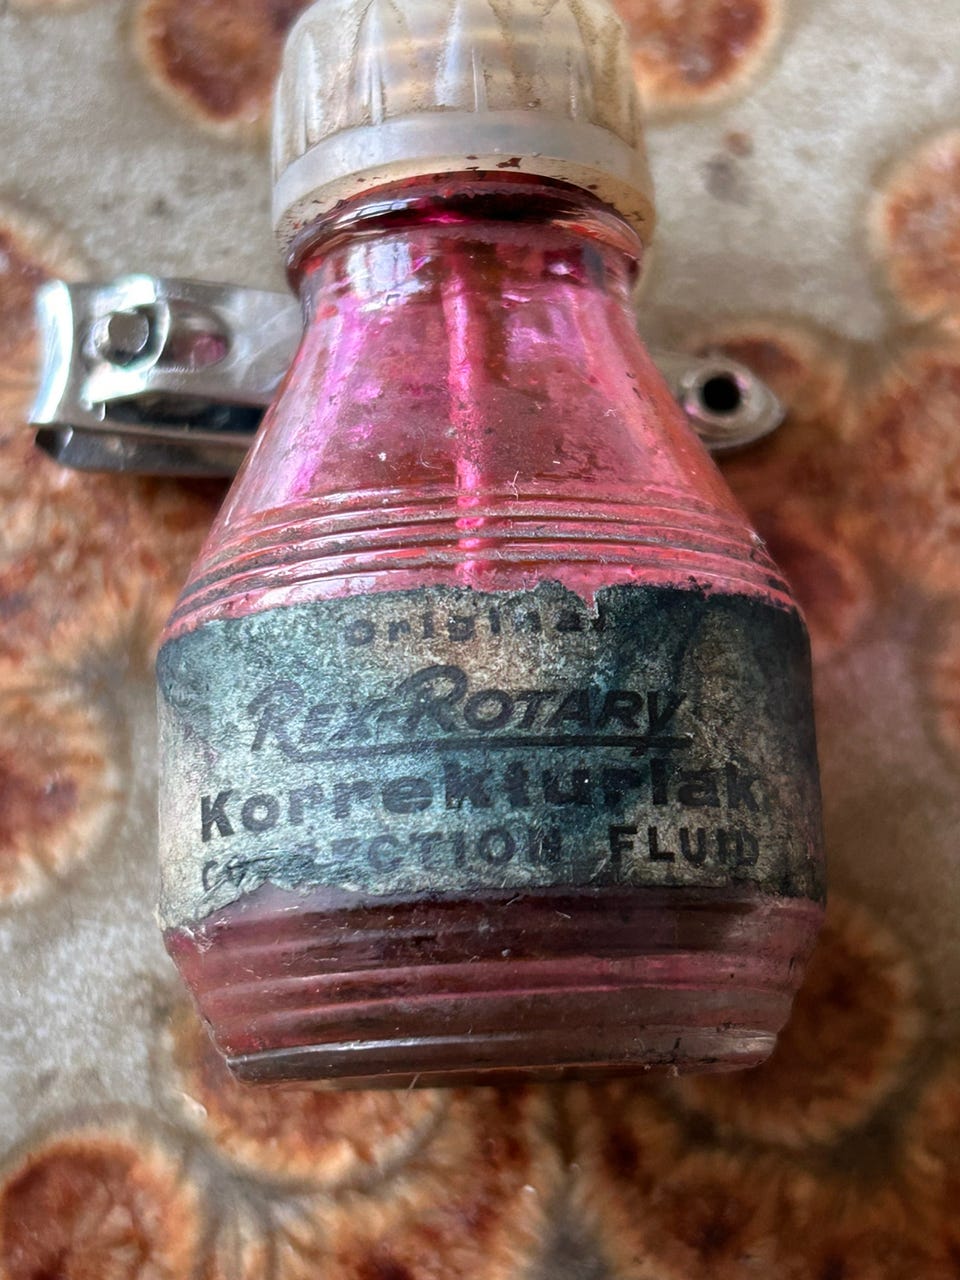 original
REX-ROTARY
Korrekturlak
CORRECTION FLUID